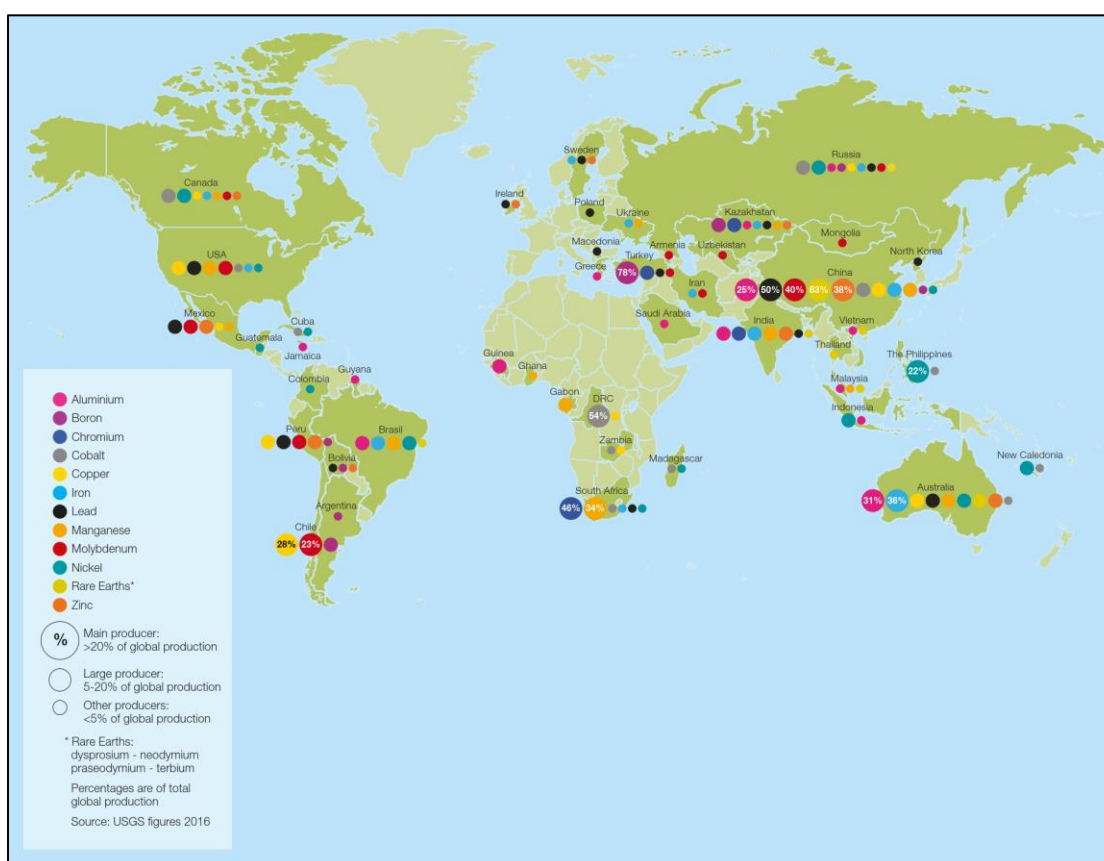 Sweden
Russia
Canada
Ireland
Poland
Ukraine
Kazakhstan
Mongolia
USA
Macedonia
Armenia
Uzbekistan
North Korea
Turkey
Greece
78%
Iran
China
25% 50% 40% 83% 38%
Mexico
Cuba
Saudi Arabia
India
Vietnam
Guatemala
Jamaica
Thailand
Guyana
Guinea
Ghana
The Philippines
22%
Colombia
Malaysia
Gabon
DRC
54%
Indonesia
Peru
Brasil
Zambia
Madagascar
New Caledonia
Bolivia
South Africa
46% 34%
Australia
31% 36%
Argentina
Chile
28% 23%
Aluminium
Boron
Chromium
Cobalt
Copper
Iron
Lead
Manganese
Molybdenum
Nickel
Rare Earths*
Zinc
% Main producer:
>20% of global production
Large producer:
5-20% of global production
Other producers:
<5% of global production
* Rare Earths:
dysprosium - neodymium
praseodymium - terbium
Percentages are of total
global production
Source: USGS figures 2016